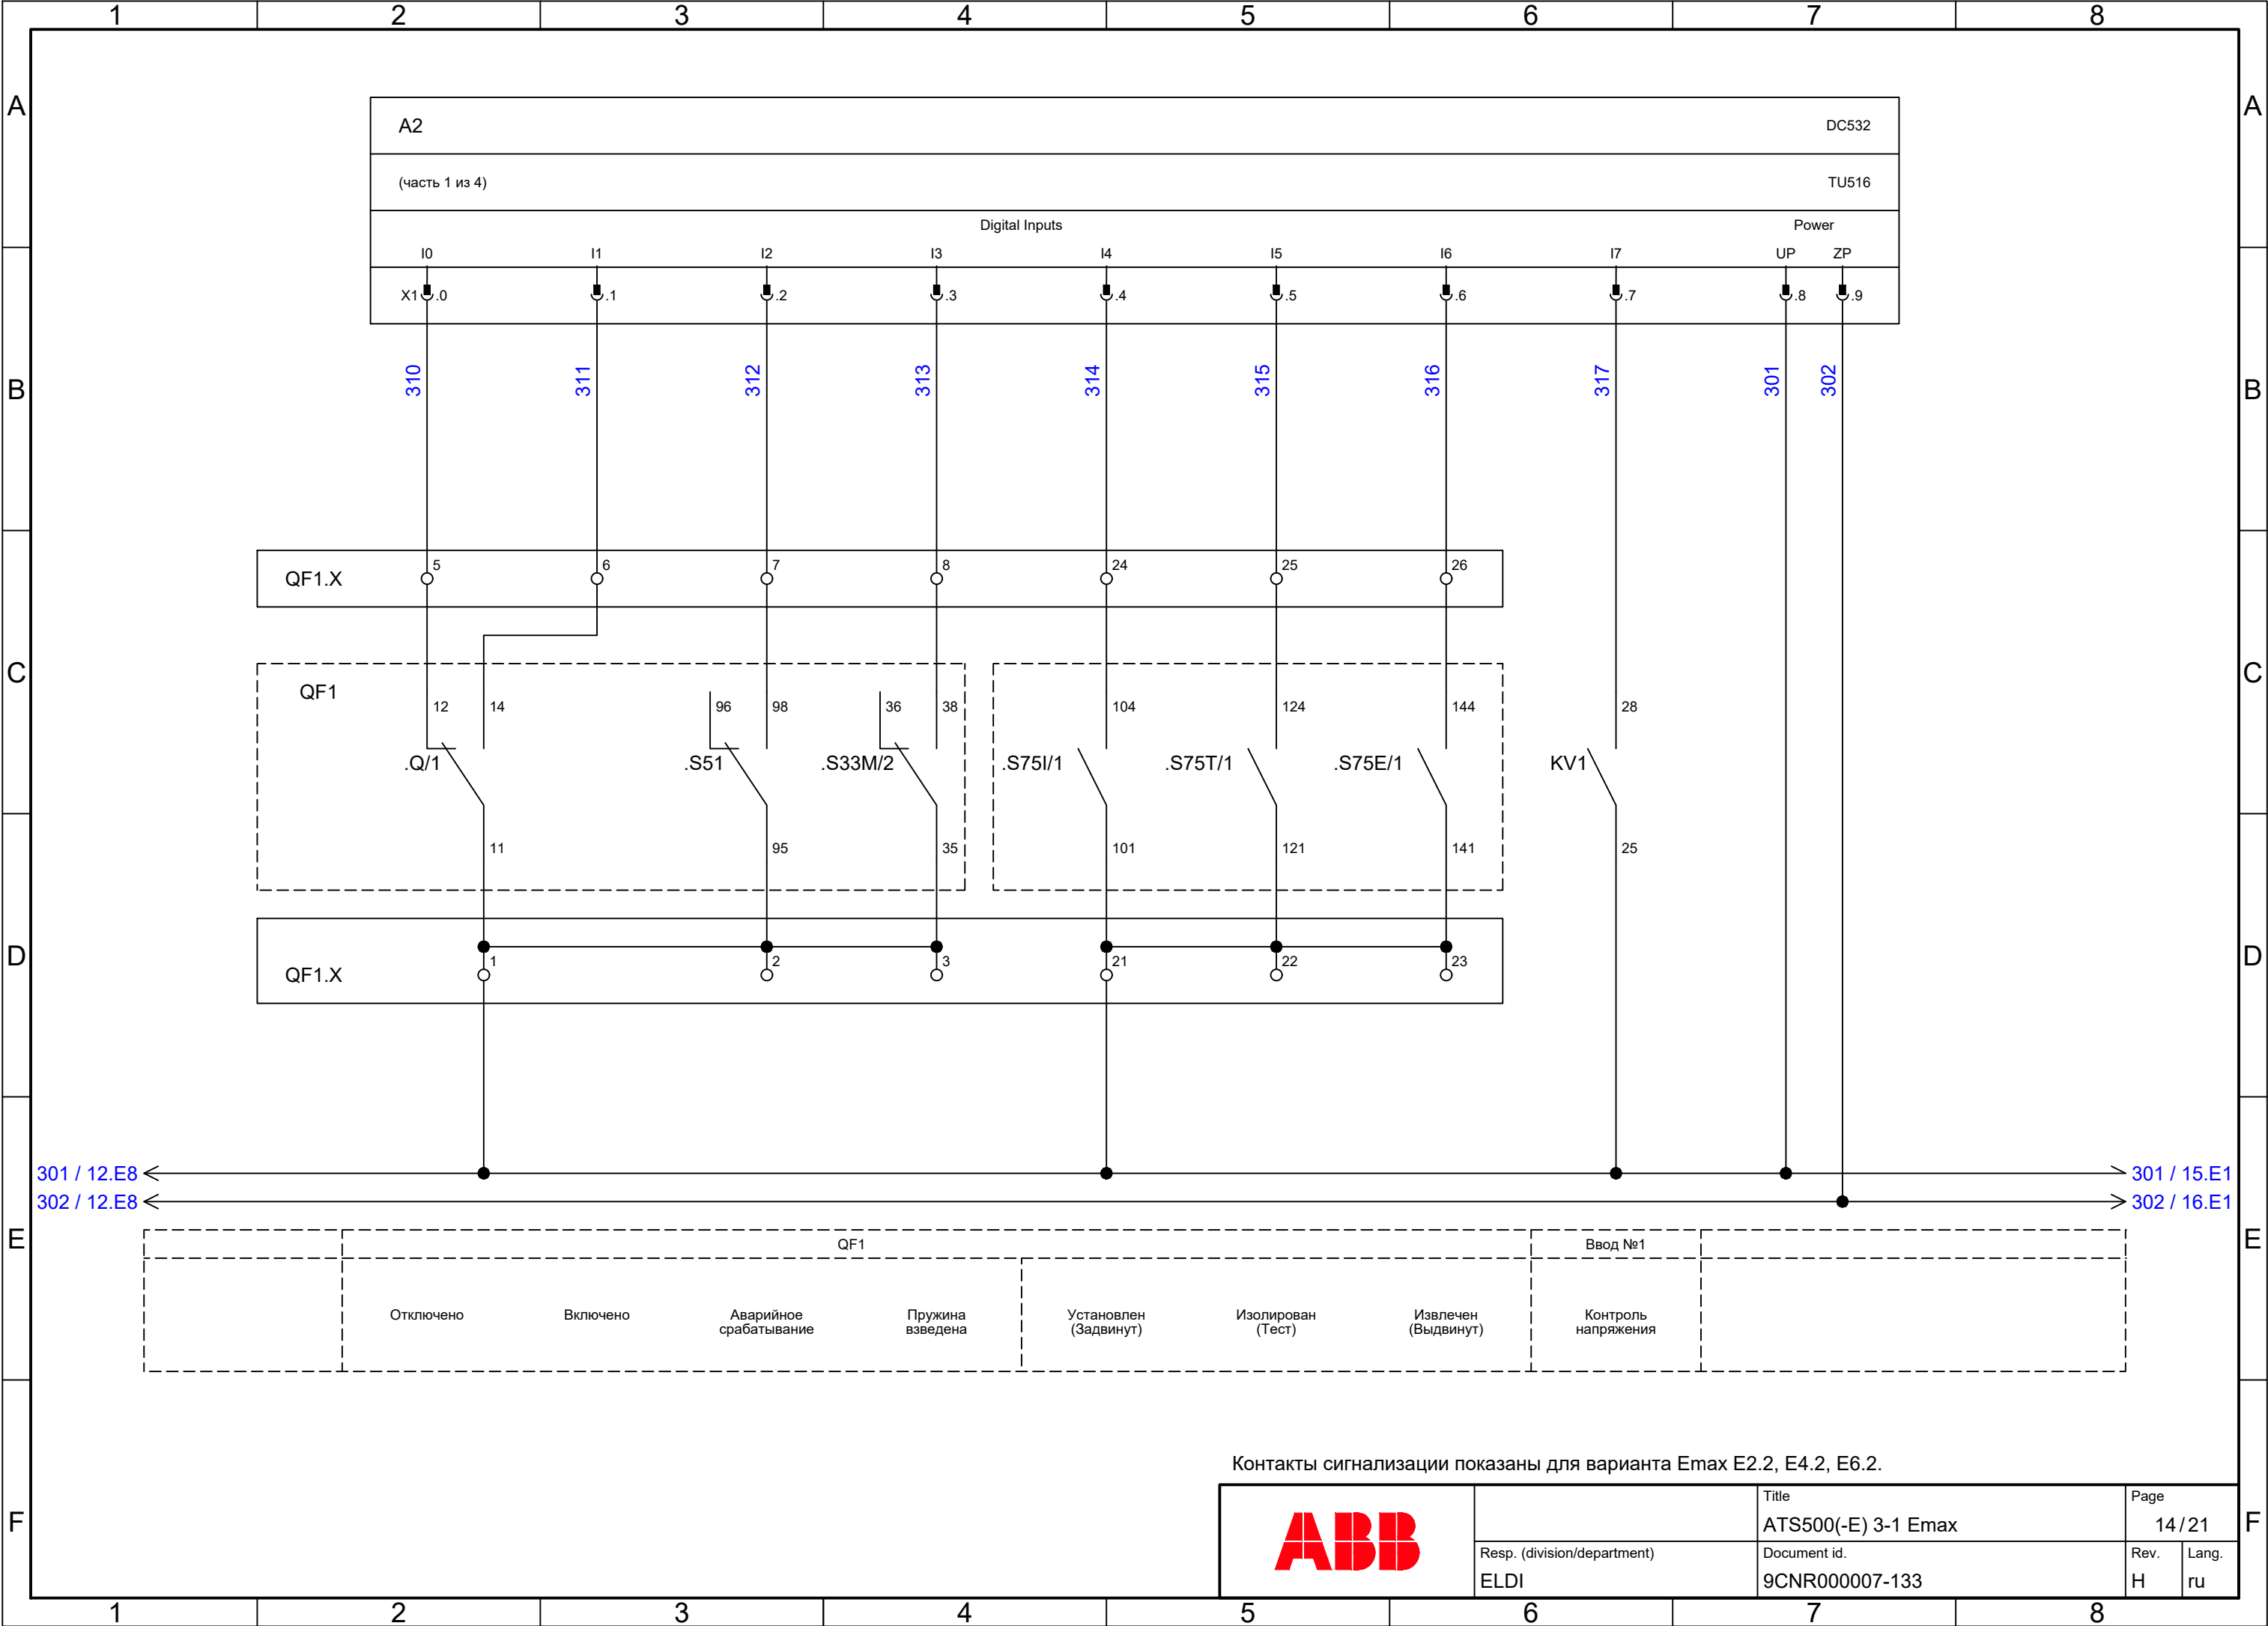 1 2 3 4 5 6 7 8
A A
A2 DC532
(часть 1 из 4) TU516
Digital Inputs Power
I0 I1 I2 I3 I4 I5 I6 I7 UP ZP
X1 .0 .1 .2 .3 .4 .5 .6 .7 .8 .9
B B
310 311 312 313 314 315 316 317 301 302
QF1.X 5 6 7 8 24 25 26
C C
QF1
12 14 96 98 36 38 104 124 144 28
.Q/1 .S51 .S33M/2 .S75I/1 .S75T/1 .S75E/1 KV1
11 95 35 101 121 141 25
D D
QF1.X 1 2 3 21 22 23
301 / 12.E8 301 / 15.E1
302 / 12.E8 302 / 16.E1
E E
QF1 Ввод №1
Отключено Включено Аварийное Пружина Установлен Изолирован Извлечен Контроль
срабатывание взведена (Задвинут) (Тест) (Выдвинут) напряжения
Контакты сигнализации показаны для варианта Emax E2.2, E4.2, E6.2.
F F
ABB
Title Page
ATS500(-E) 3-1 Emax 14/21
Resp. (division/department) Document id. Rev. Lang.
ELDI 9CNR000007-133 H ru
1 2 3 4 5 6 7 8